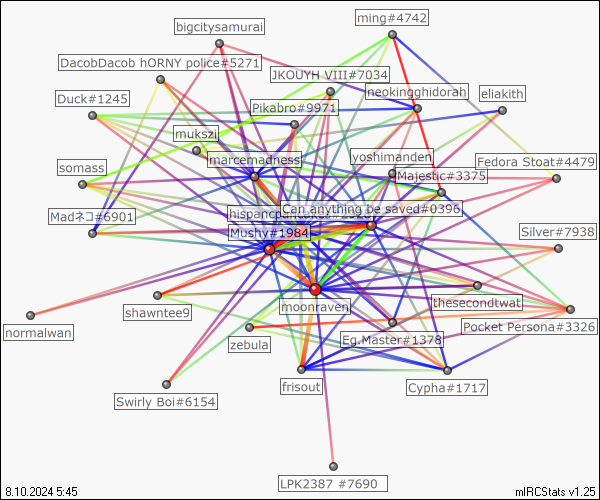 ming#4742
bigcitysamurai
DacobDacob hORNY police#5271
JKOUYH VIII#7034
neokingghidorah
eliakith
Duck#1245
Pikabro#9971
mukszi
marcemadness
yoshimanden
Fedora Stoat#4479
somass
Majestic#3375
Can anything be saved#0396
Madネコ#6901
Mushy#1984
Silver#7938
moonraven
thesecondtwat
shawntee9
normalwan
Pocket Persona#3326
zebula
Eg.Master#1378
frisout
Cypha#1717
Swirly Boi#6154
LPK2387 #7690
8.10.2024 5:45
mIRCStats v1.25